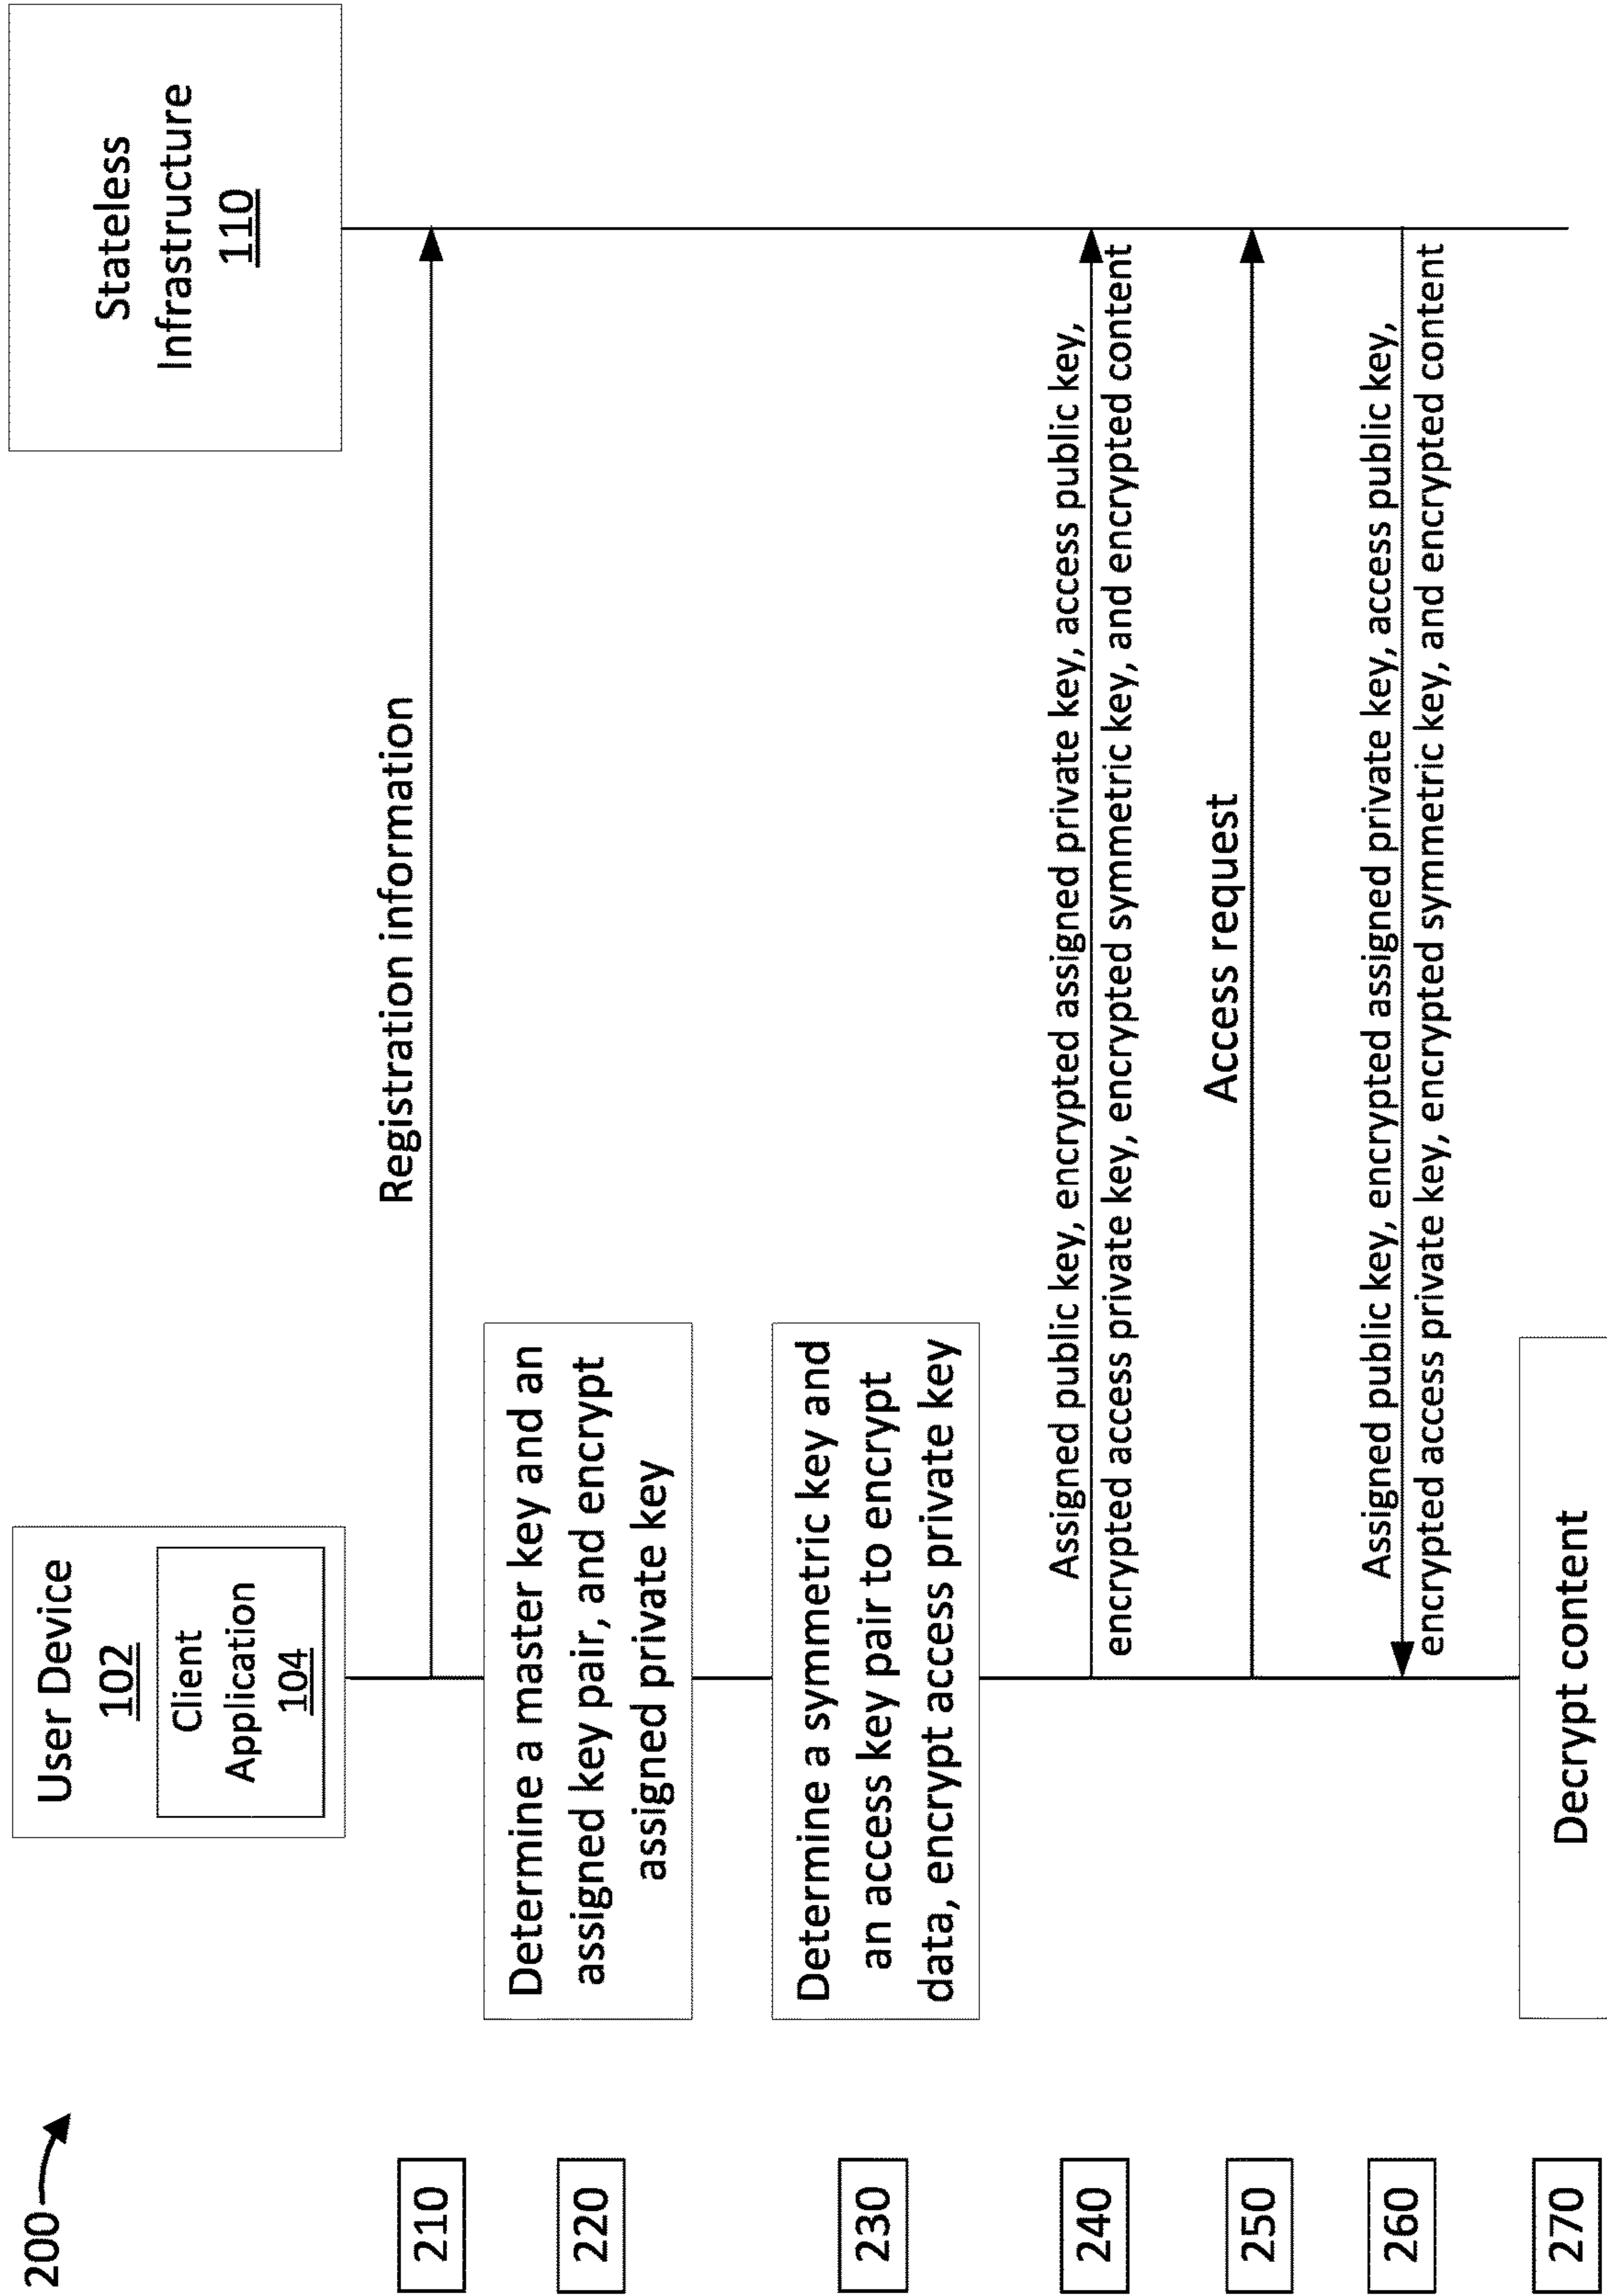 200
User Device
102
Client
Application
104
Stateless
Infrastructure
110
210
Registration information
220
Determine a master key and an
assigned key pair, and encrypt
assigned private key
230
Determine a symmetric key and
an access key pair to encrypt
data, encrypt access private key
240
Assigned public key, encrypted assigned private key, access public key,
encrypted access private key, encrypted symmetric key, and encrypted content
250
Access request
260
Assigned public key, encrypted assigned private key, access public key,
encrypted access private key, encrypted symmetric key, and encrypted content
270
Decrypt content